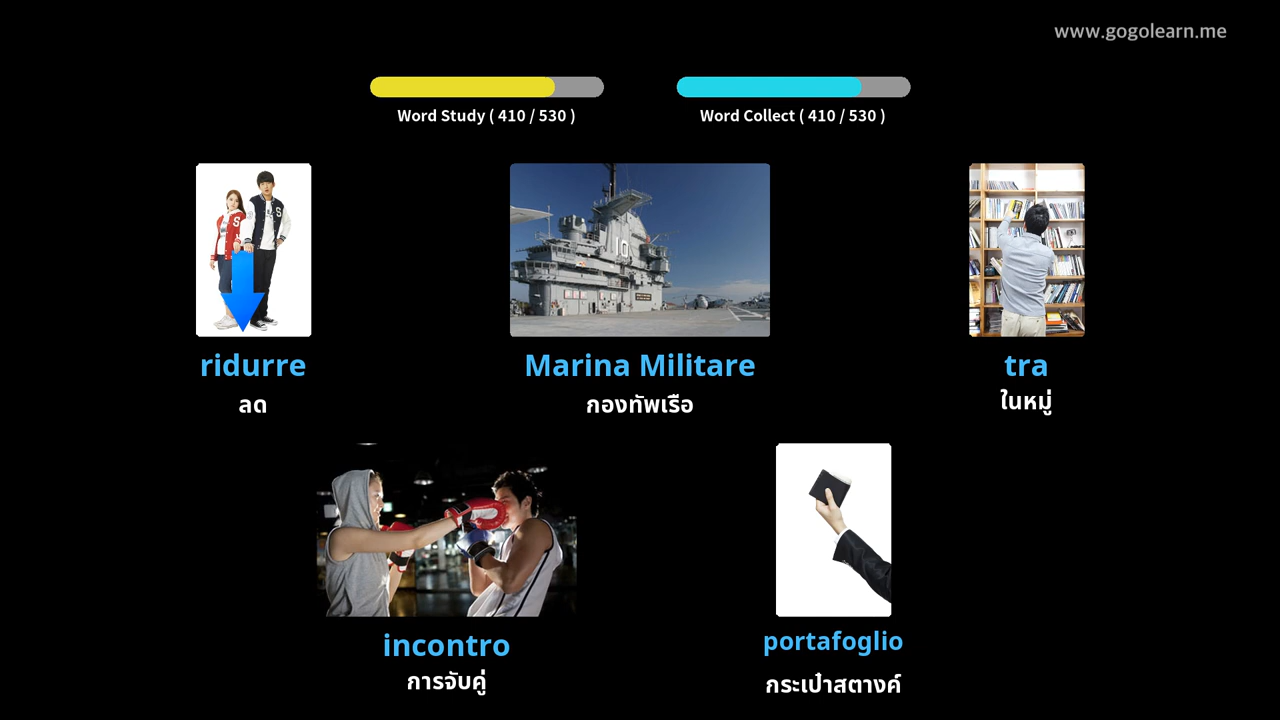 www.gogolearn.me
Word Study ( 410 / 530 )
Word Collect ( 410 / 530 )
ridurre
ลด
Marina Militare
กองทัพเรือ
tra
ในหมู่
incontro
การจับคู่
portafoglio
กระเป๋าสตางค์
S
S
10